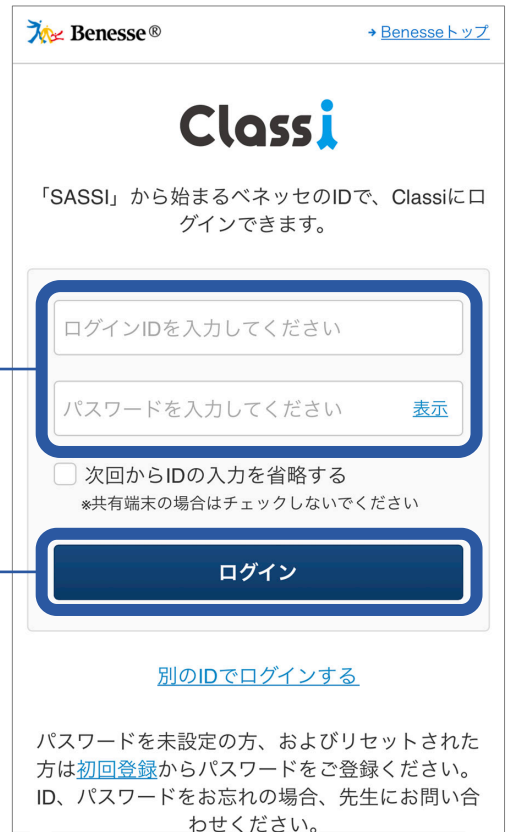 Benesse®
→ Benesseトップ
Classi
「SASSI」から始まるベネッセのIDで、Classiにロ
グインできます。
ログインIDを入力してください
パスワードを入力してください 表示
次回からIDの入力を省略する
※共有端末の場合はチェックしないでください
ログイン
別のIDでログインする
パスワードを未設定の方、およびリセットされた
方は初回登録からパスワードをご登録ください。
ID、パスワードをお忘れの場合、先生にお問い合
わせください。